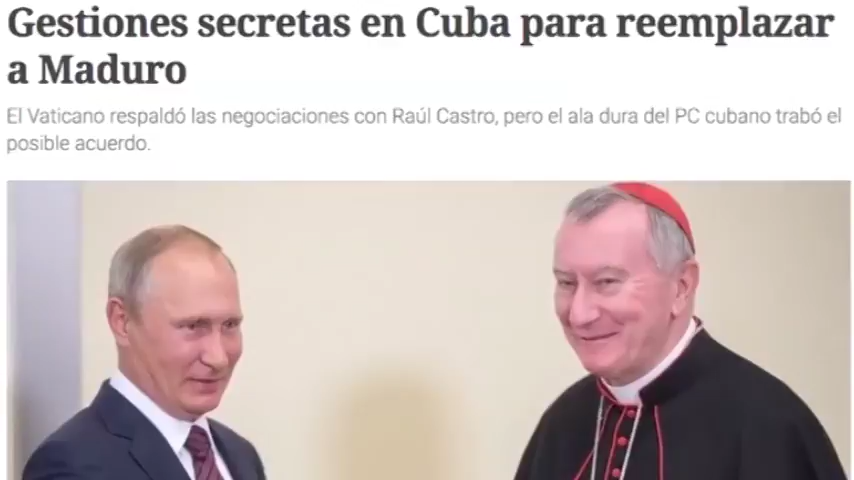 Gestiones secretas en Cuba para reemplazar
a Maduro
El Vaticano respaldó las negociaciones con Raúl Castro, pero el ala dura del PC cubano trabó el
posible acuerdo.